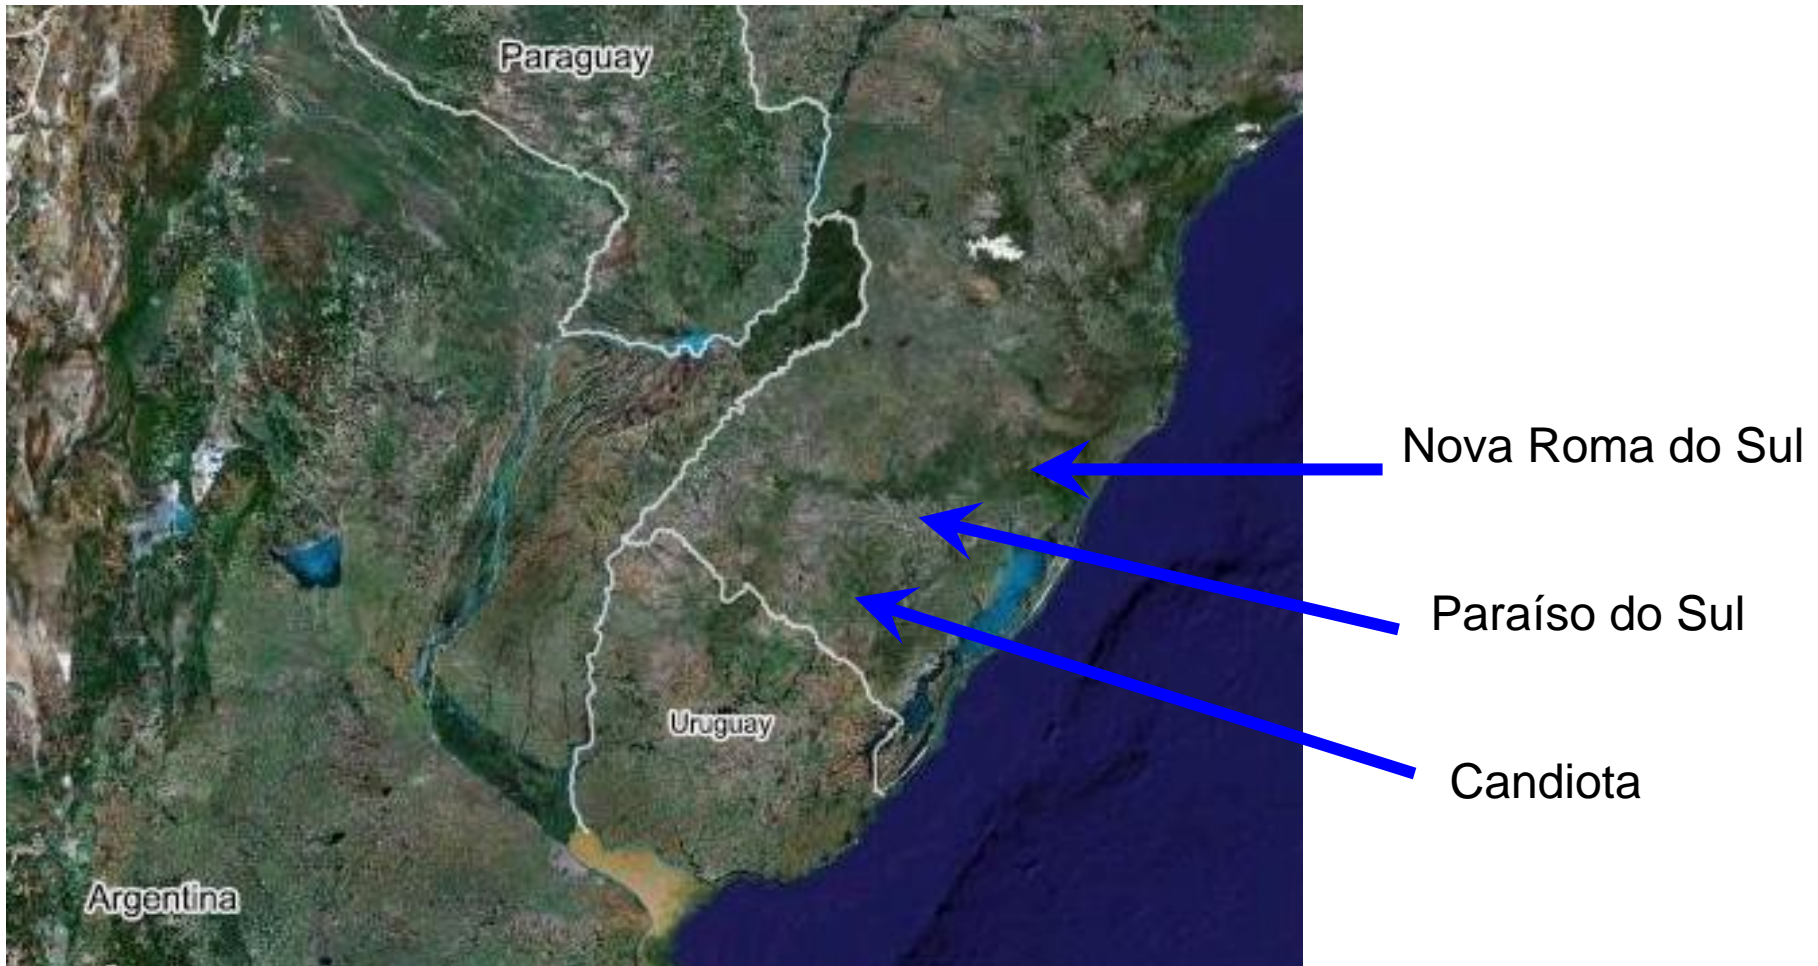 Paraguay
Nova Roma do Sul
Paraíso do Sul
Uruguay
Candiota
Argentina